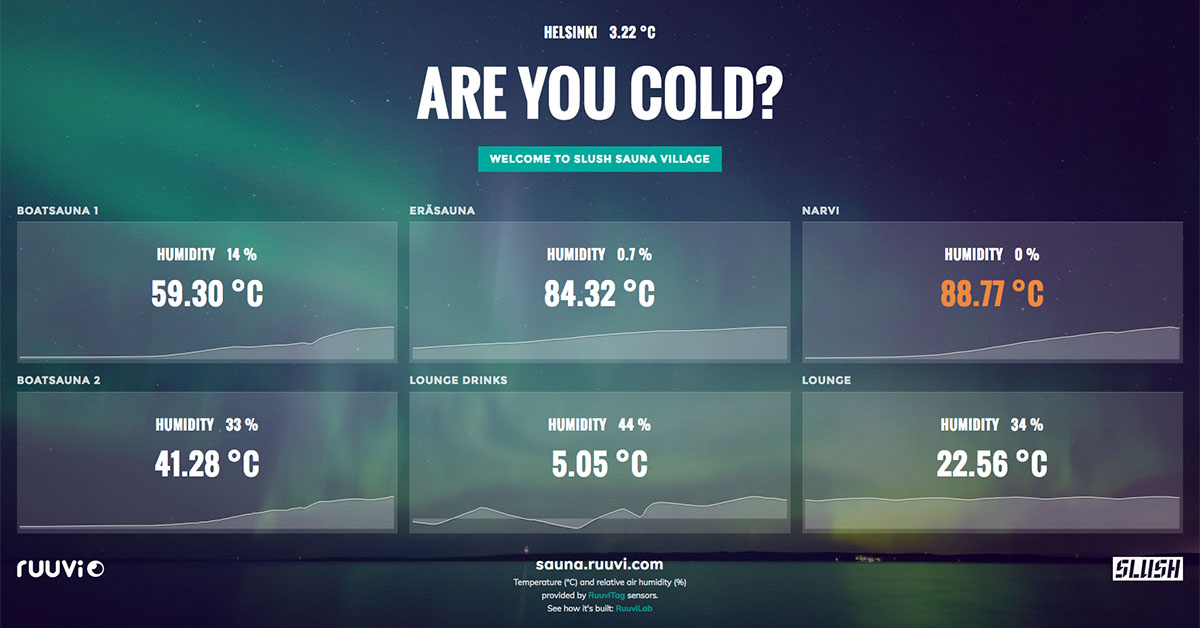 HELSINKI 3.22 °C
ARE YOU COLD?
WELCOME TO SLUSH SAUNA VILLAGE
BOATSAUNA 1
HUMIDITY 14 %
59.30 °C
ERÄSAUNA
HUMIDITY 0.7 %
84.32 °C
NARVI
HUMIDITY 0 %
88.77 °C
BOATSAUNA 2
HUMIDITY 33 %
41.28 °C
LOUNGE DRINKS
HUMIDITY 44 %
5.05 °C
LOUNGE
HUMIDITY 34 %
22.56 °C
ruuvi
sauna.ruuvi.com
Temperature (°C) and relative air humidity (%)
provided by RuuviTag sensors.
See how it's built: RuuviLab
SLUSH